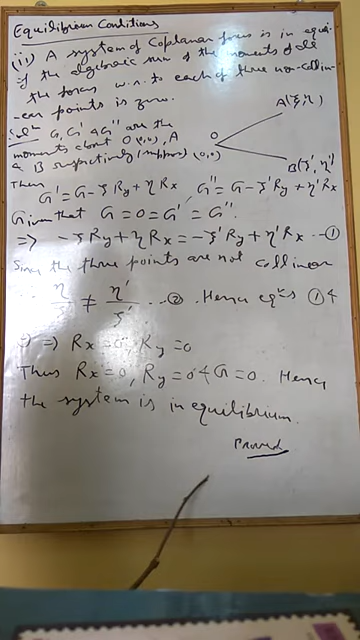 Equilibrium Conditions
(ii) A system of Coplanar forces is in equi-
if the algebraic sum of the moments of all
the forces w.r. to each of three non-collin-
-ear points is zero.
A(ξ, η)
Solⁿ G, G' & G'' are the
moments about O(0,0), A
O
& B respectively (suppose)
(0,0)
B(ξ', η')
Then
G' = G - ξ Ry + η Rx, G'' = G - ξ' Ry + η' Rx
Given that G = 0 = G' = G''.
=> -ξ Ry + η Rx = -ξ' Ry + η' Rx ... ①
Since the three points are not collinear
∴ η/ξ ≠ η'/ξ' ... ②. Hence eqⁿs ① &
② => Rx = 0, Ry = 0
Thus Rx = 0, Ry = 0 & G = 0. Hence
the system is in equilibrium.
Proved